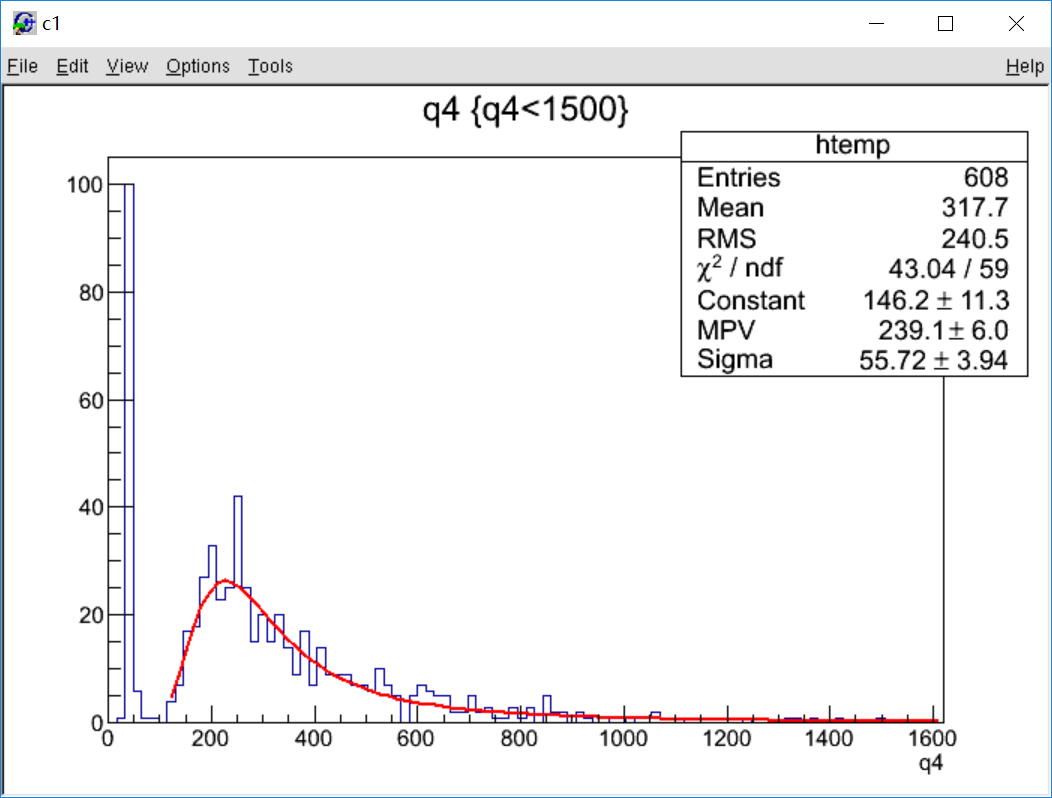 c1
File Edit View Options Tools Help
q4 {q4<1500}
htemp
Entries 608
Mean 317.7
RMS 240.5
χ² / ndf 43.04 / 59
Constant 146.2 ± 11.3
MPV 239.1± 6.0
Sigma 55.72 ± 3.94
100
80
60
40
20
0
0 200 400 600 800 1000 1200 1400 1600
q4